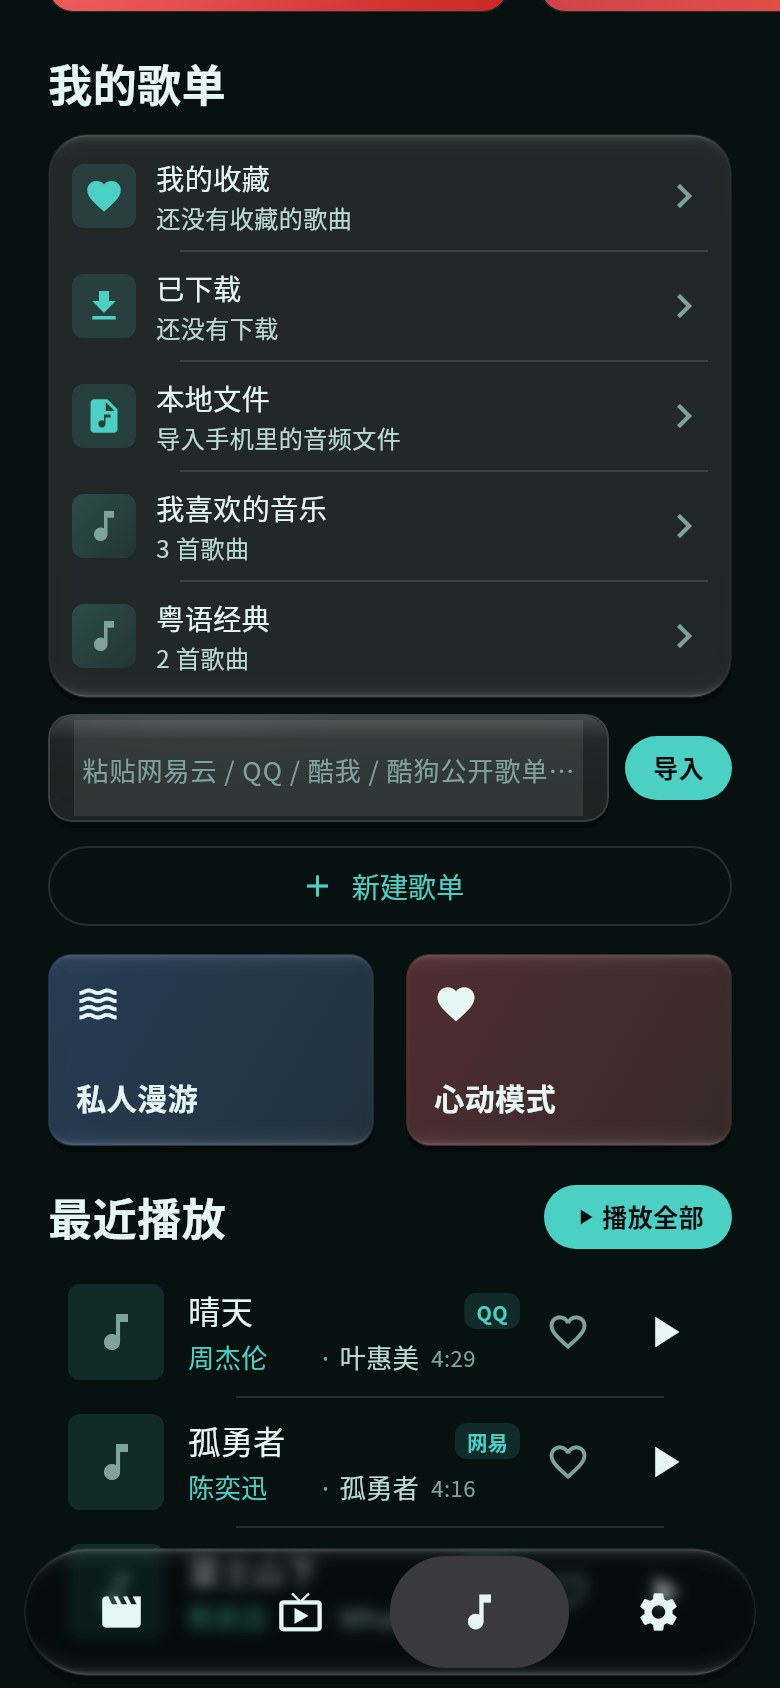 我的歌单
我的收藏
还没有收藏的歌曲
已下载
还没有下载
本地文件
导入手机里的音频文件
我喜欢的音乐
3 首歌曲
粤语经典
2 首歌曲
粘贴网易云 / QQ / 酷我 / 酷狗公开歌单…
导入
新建歌单
私人漫游
心动模式
最近播放
播放全部
晴天
QQ
周杰伦 · 叶惠美 4:29
孤勇者
网易
陈奕迅 · 孤勇者 4:16